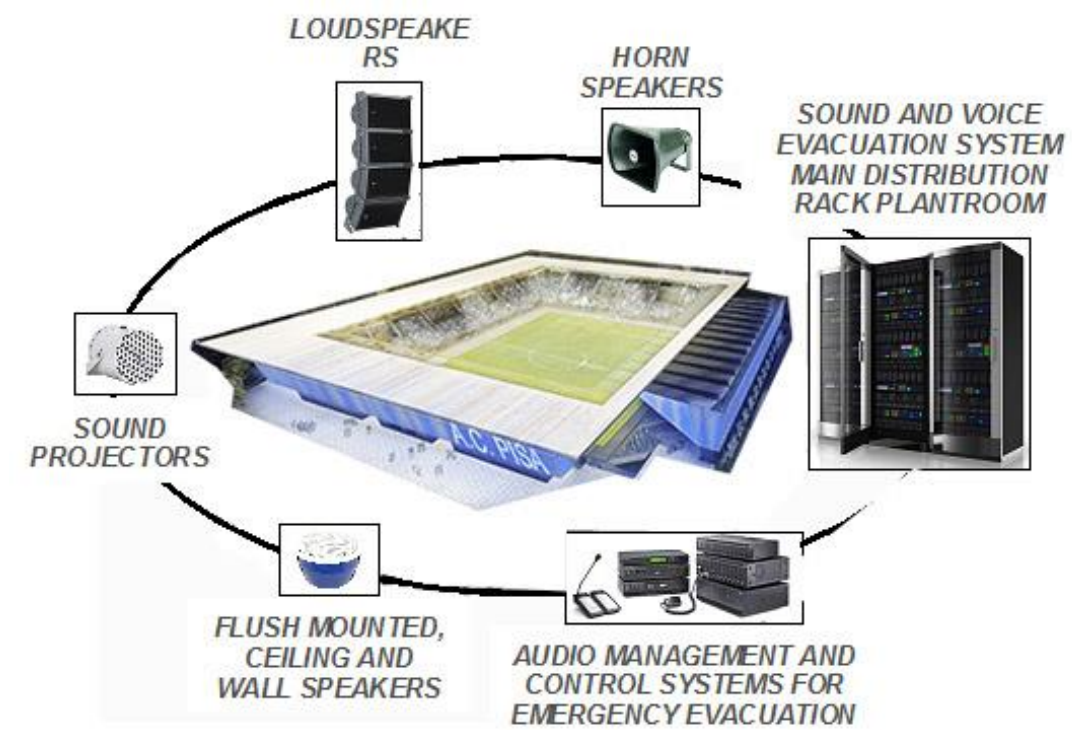 LOUDSPEAKE
RS
HORN
SPEAKERS
SOUND AND VOICE
EVACUATION SYSTEM
MAIN DISTRIBUTION
RACK PLANTROOM
A.C. PISA
SOUND
PROJECTORS
FLUSH MOUNTED,
CEILING AND
WALL SPEAKERS
AUDIO MANAGEMENT AND
CONTROL SYSTEMS FOR
EMERGENCY EVACUATION